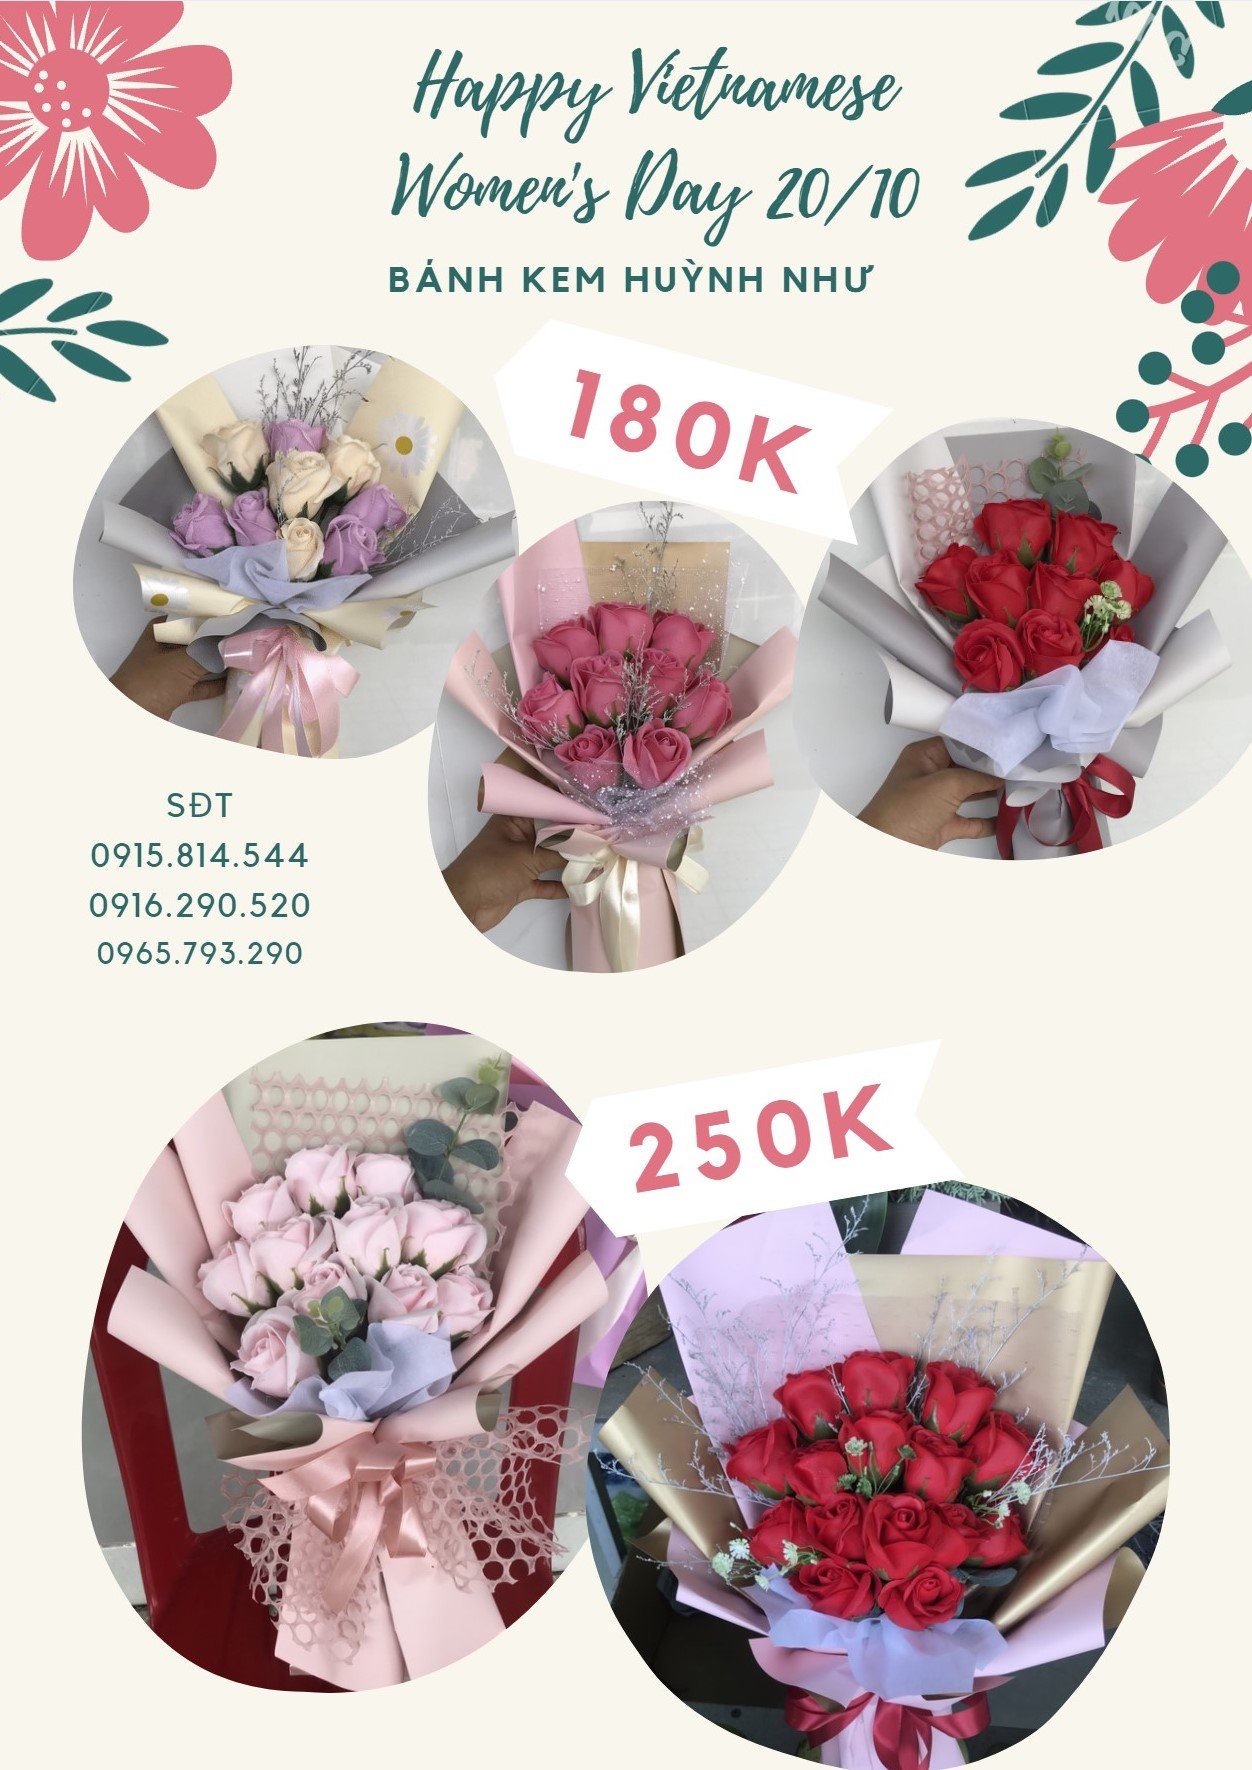 Happy Vietnamese
Women's Day 20/10
BÁNH KEM HUỲNH NHƯ
180K
SĐT
0915.814.544
0916.290.520
0965.793.290
250K